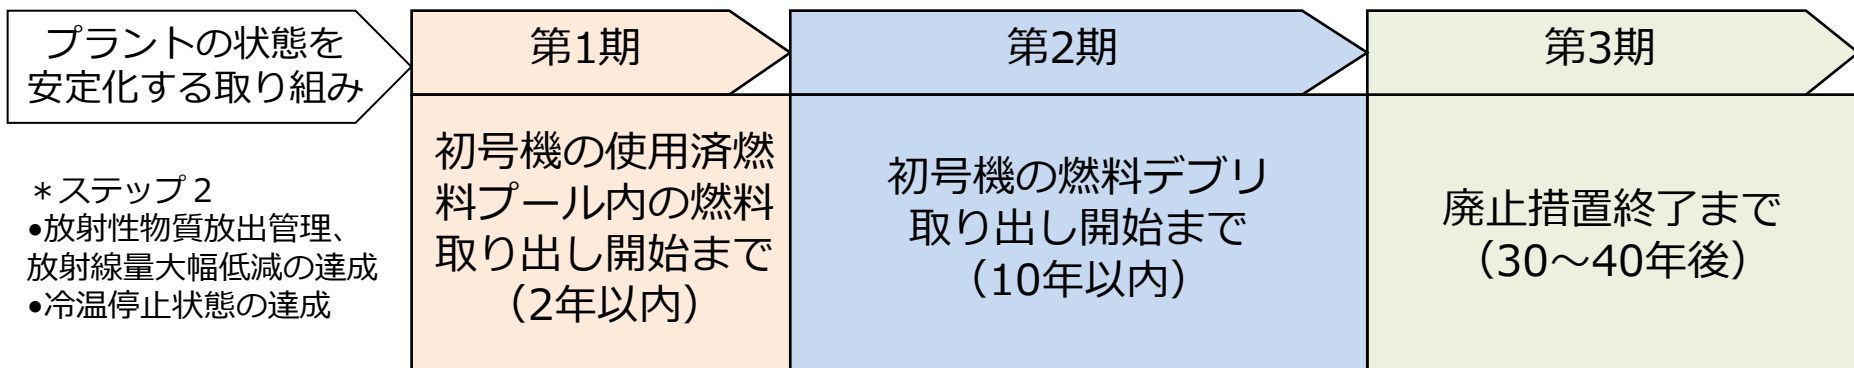 プラントの状態を
安定化する取り組み
＊ステップ２
•放射性物質放出管理、
放射線量大幅低減の達成
•冷温停止状態の達成
第1期
初号機の使用済燃
料プール内の燃料
取り出し開始まで
（2年以内）
第2期
初号機の燃料デブリ
取り出し開始まで
（10年以内）
第3期
廃止措置終了まで
（30～40年後）